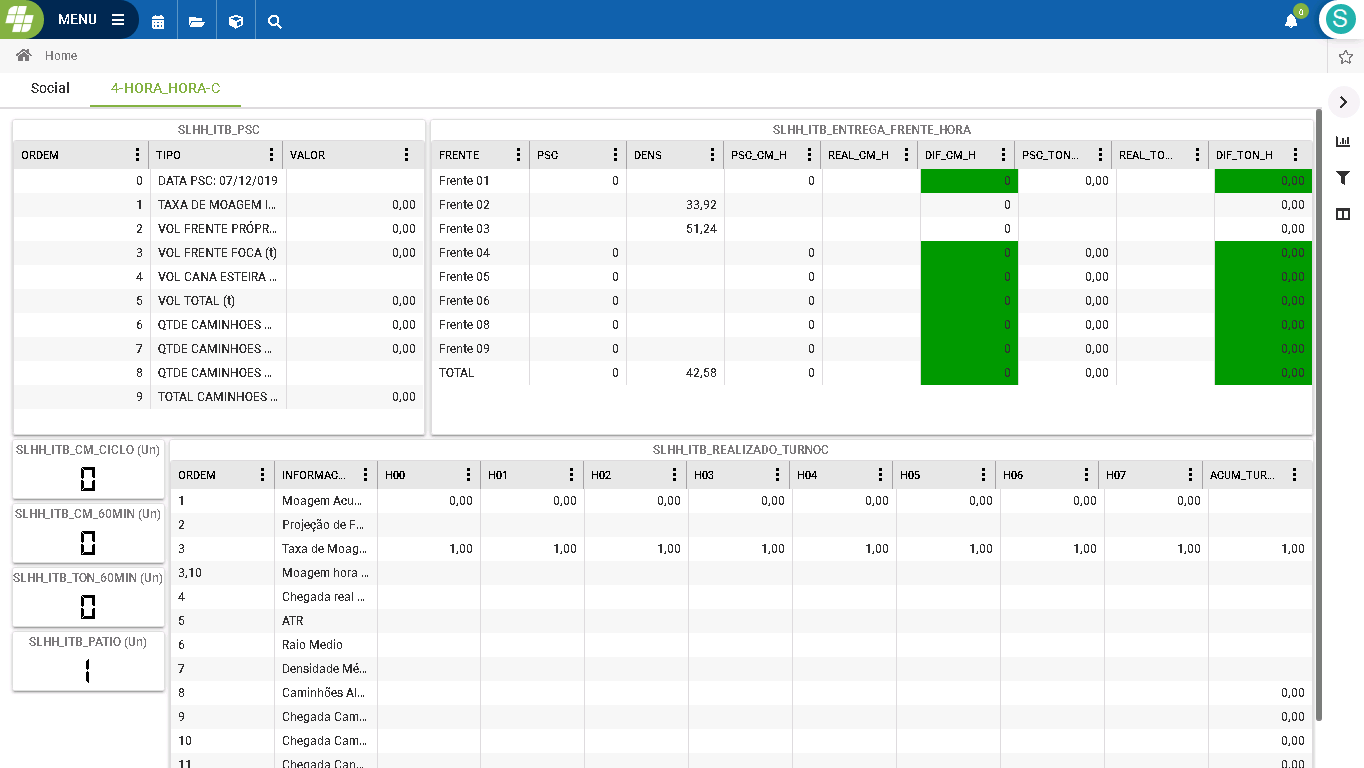 MENU
0
S
Home
Social 4-HORA_HORA-C
SLHH_ITB_PSC
ORDEM TIPO VALOR
0 DATA PSC: 07/12/019
1 TAXA DE MOAGEM I... 0,00
2 VOL FRENTE PRÓPR... 0,00
3 VOL FRENTE FOCA (t) 0,00
4 VOL CANA ESTEIRA ...
5 VOL TOTAL (t) 0,00
6 QTDE CAMINHOES ... 0,00
7 QTDE CAMINHOES ... 0,00
8 QTDE CAMINHOES ...
9 TOTAL CAMINHOES ... 0,00
SLHH_ITB_ENTREGA_FRENTE_HORA
FRENTE PSC DENS PSC_CM_H REAL_CM_H DIF_CM_H PSC_TON... REAL_TO... DIF_TON_H
Frente 01 0 0 0 0,00 0,00
Frente 02 33,92 0 0,00
Frente 03 51,24 0 0,00
Frente 04 0 0 0 0,00 0,00
Frente 05 0 0 0 0,00 0,00
Frente 06 0 0 0 0,00 0,00
Frente 08 0 0 0 0,00 0,00
Frente 09 0 0 0 0,00 0,00
TOTAL 0 42,58 0 0 0,00 0,00
SLHH_ITB_CM_CICLO (Un)
0
SLHH_ITB_CM_60MIN (Un)
0
SLHH_ITB_TON_60MIN (Un)
0
SLHH_ITB_PATIO (Un)
1
SLHH_ITB_REALIZADO_TURNOC
ORDEM INFORMAC... H00 H01 H02 H03 H04 H05 H06 H07 ACUM_TUR...
1 Moagem Acu... 0,00 0,00 0,00 0,00 0,00 0,00 0,00 0,00
2 Projeção de F...
3 Taxa de Moag... 1,00 1,00 1,00 1,00 1,00 1,00 1,00 1,00 1,00
3,10 Moagem hora ...
4 Chegada real ...
5 ATR
6 Raio Medio
7 Densidade Mé...
8 Caminhões Al... 0,00
9 Chegada Cam... 0,00
10 Chegada Cam... 0,00
11 Chegada Can... 0,00